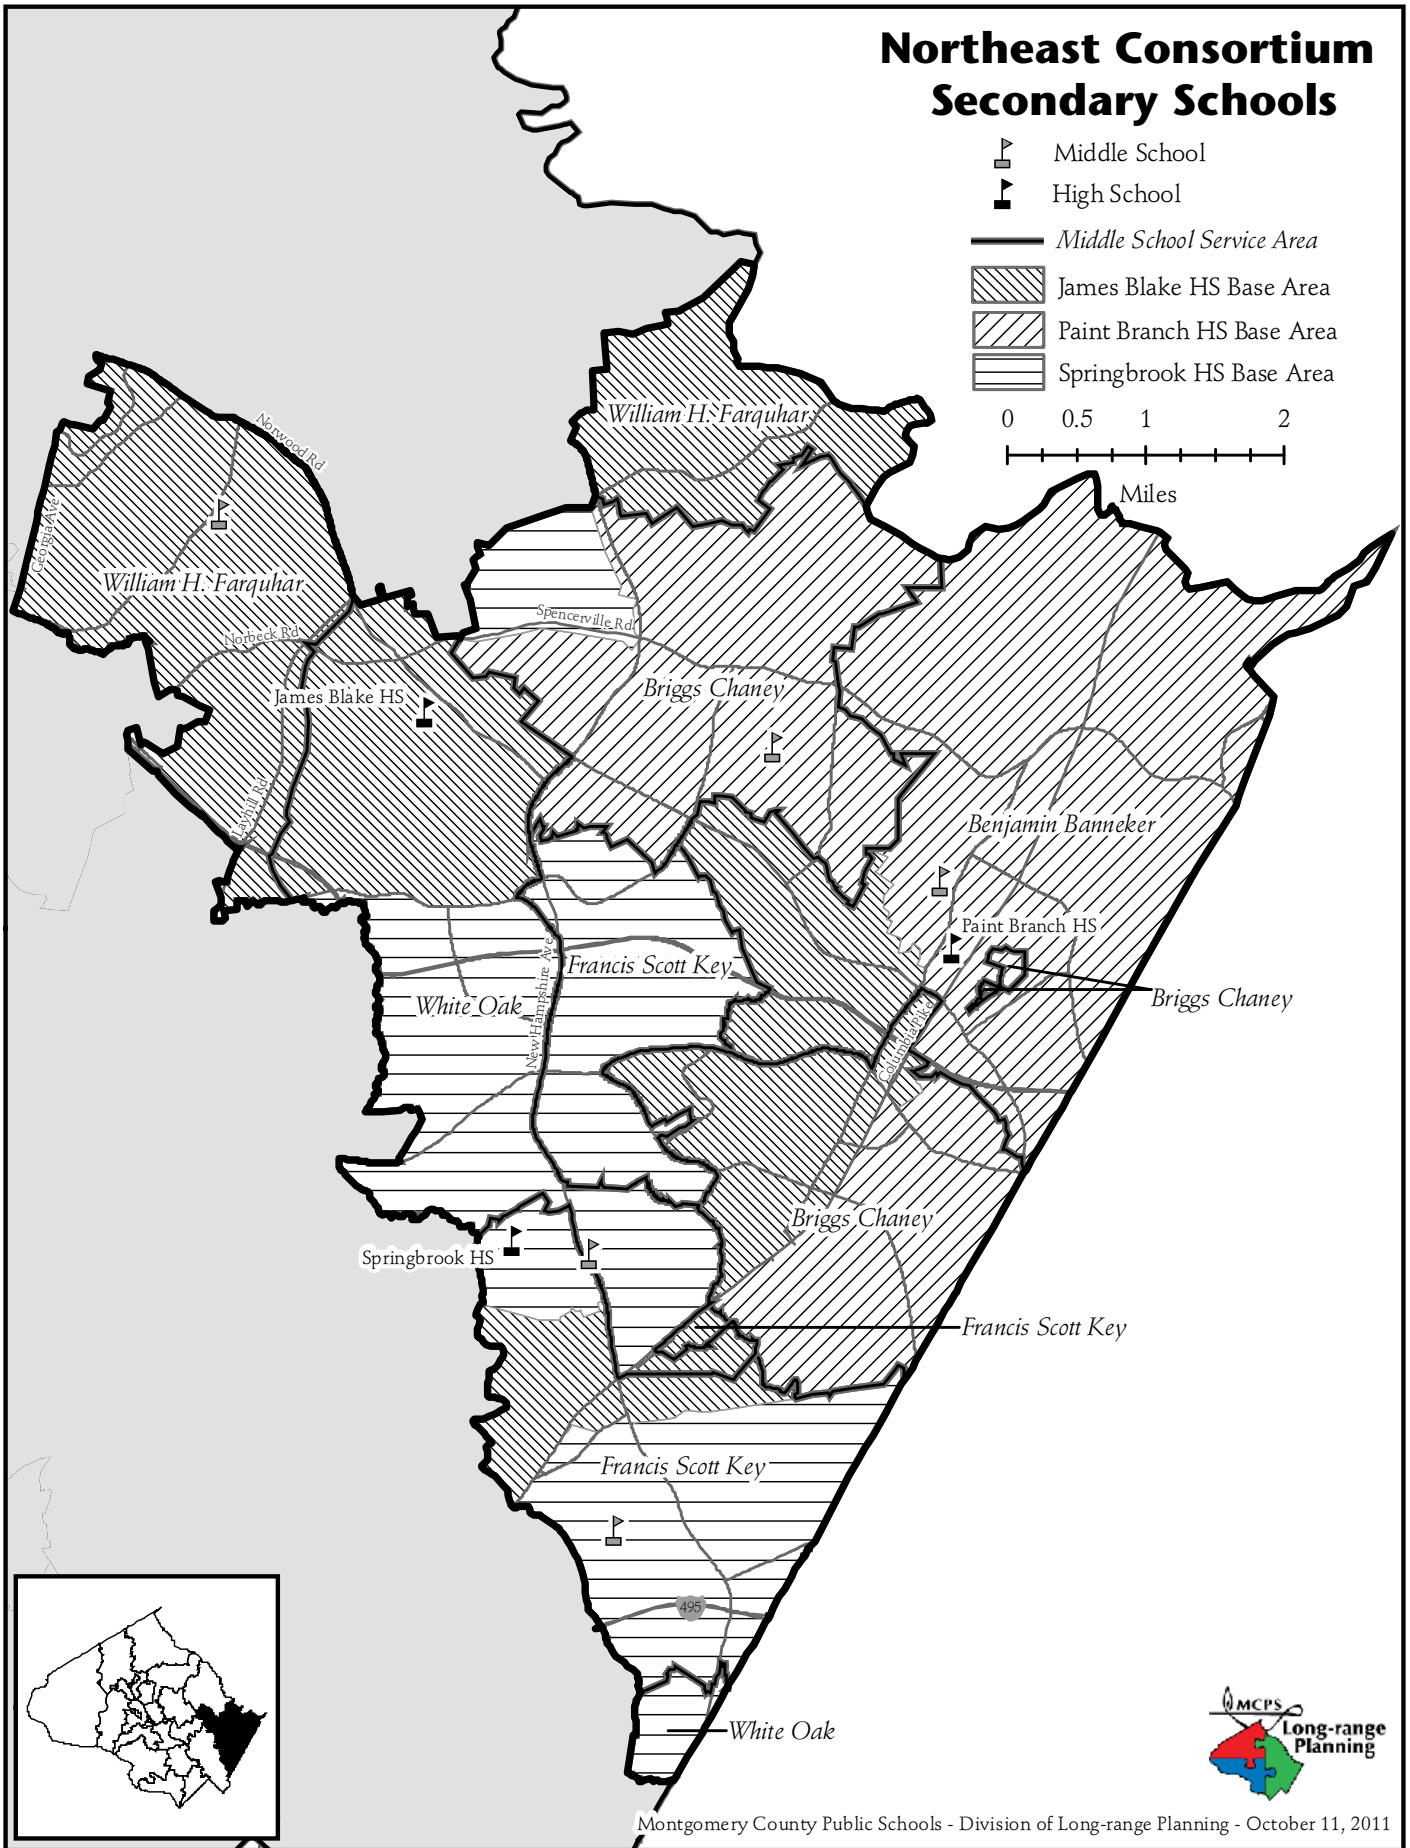 Northeast Consortium
Secondary Schools
Middle School
High School
Middle School Service Area
James Blake HS Base Area
Paint Branch HS Base Area
Springbrook HS Base Area
0 0.5 1 2
Miles
William H. Farquhar
Norwood Rd
Georgia Ave
William H. Farquhar
Spencerville Rd
Norbeck Rd
James Blake HS
Briggs Chaney
Layhill Rd
Benjamin Banneker
Paint Branch HS
Francis Scott Key
White Oak
New Hampshire Ave
Briggs Chaney
Columbia Pike
Briggs Chaney
Springbrook HS
Francis Scott Key
Francis Scott Key
495
White Oak
MCPS
Long-range
Planning
Montgomery County Public Schools - Division of Long-range Planning - October 11, 2011